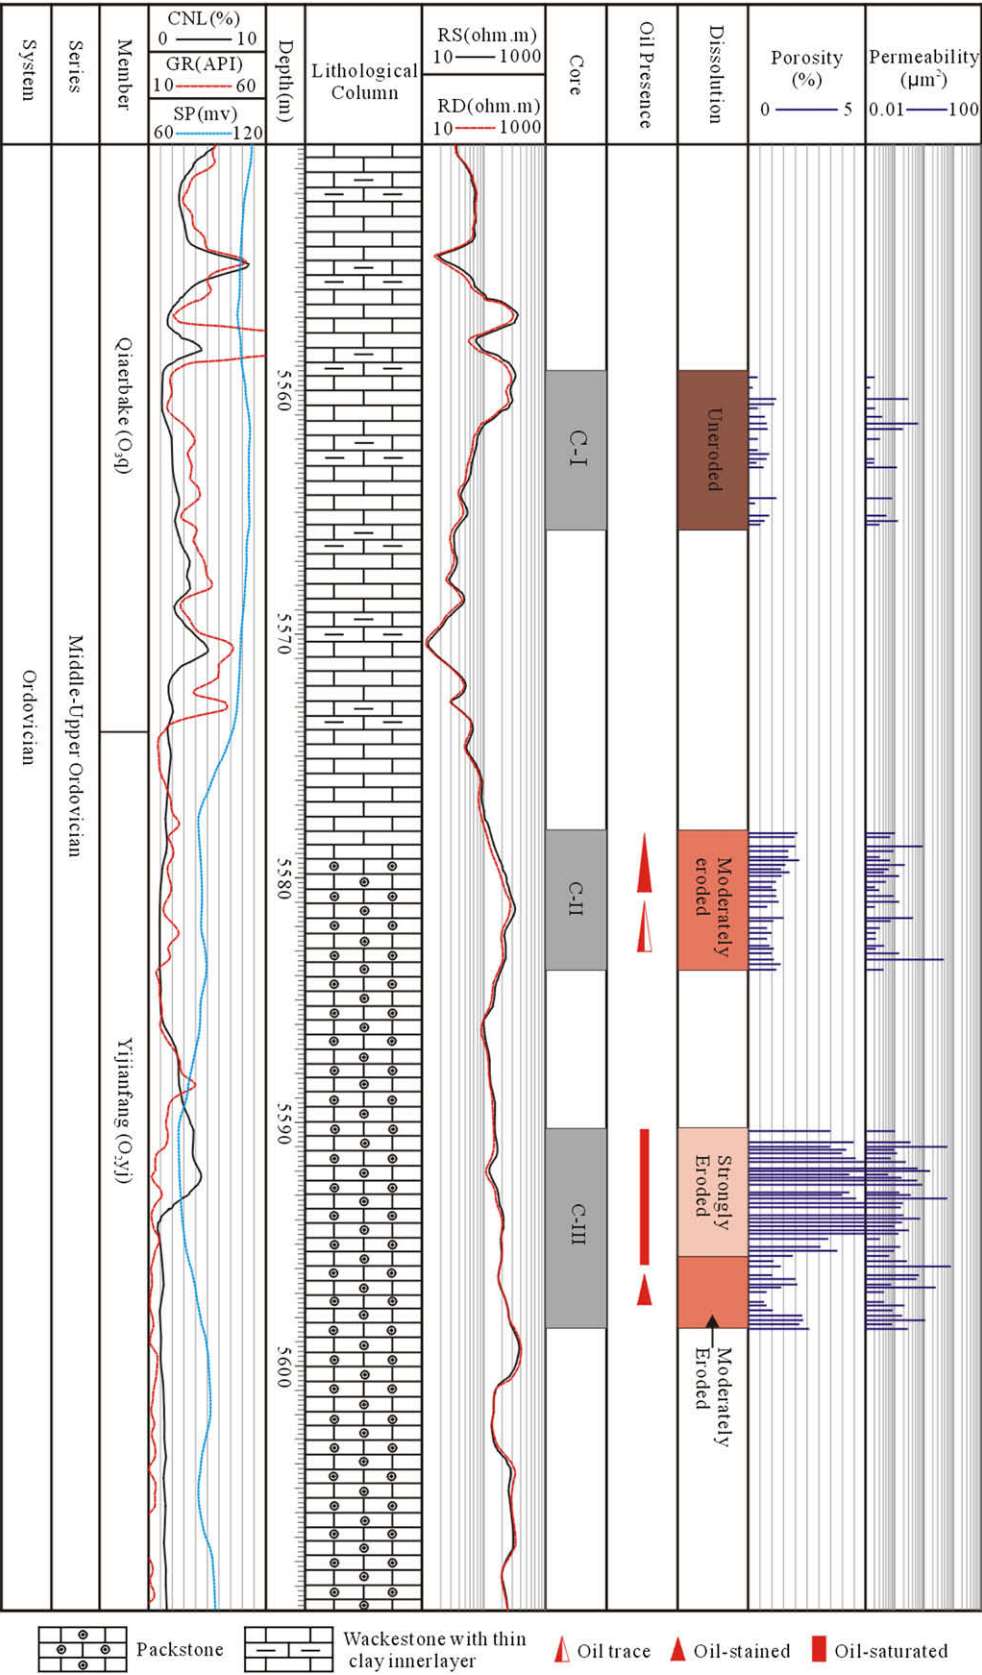 System
Series
Member
CNL(%)
0 10
GR(API)
10 60
SP(mv)
60 120
Depth(m)
Lithological
Column
RS(ohm.m)
10 1000
RD(ohm.m)
10 1000
Core
Oil Presence
Dissolution
Porosity
(%)
0 5
Permeability
(μm²)
0.01 100
Ordovician
Middle-Upper Ordovician
Qiaerbake (O₃q)
Yijianfang (O₂yj)
5560
5570
5580
5590
5600
C-I
C-II
C-III
Uneroded
Moderately
eroded
Strongly
Eroded
Moderately
Eroded
Packstone
Wackestone with thin
clay innerlayer
Oil trace
Oil-stained
Oil-saturated